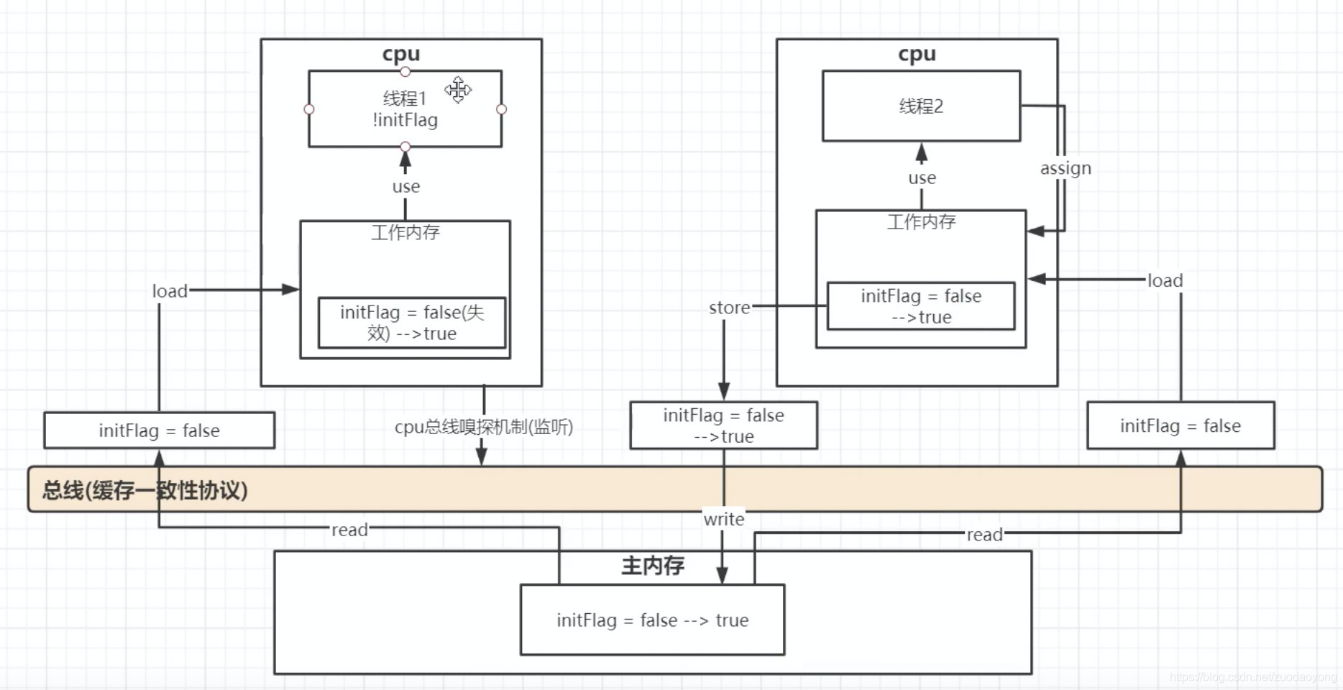 cpu
线程1
!initFlag
use
工作内存
initFlag = false(失
效) -->true
load
initFlag = false
cpu总线嗅探机制(监听)
cpu
线程2
use
assign
工作内存
initFlag = false
-->true
store
load
initFlag = false
-->true
initFlag = false
总线(缓存一致性协议)
read
write
read
主内存
initFlag = false --> true
https://blog.csdn.net/zuodaoyong